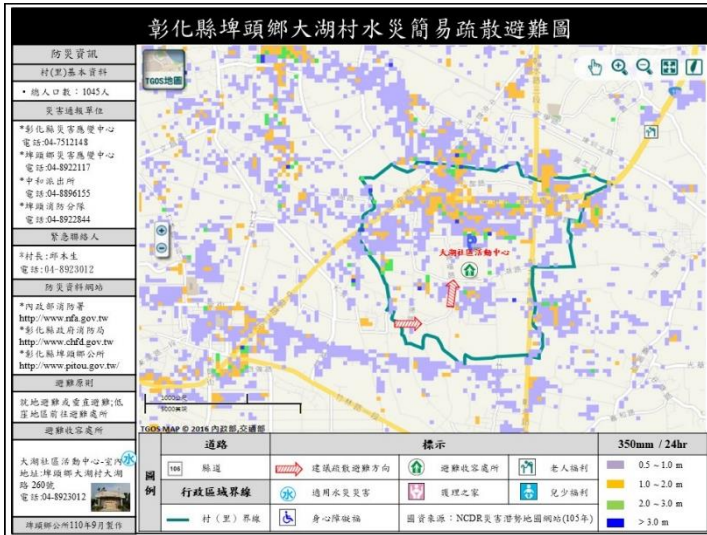 彰化縣埤頭鄉大湖村水災簡易疏散避難圖
防災資訊
村(里)基本資料
•總人口數：1045人
災害通報單位
*彰化縣災害應變中心
電話:04-7512148
*埤頭鄉災害應變中心
電話:04-8922117
*中和派出所
電話:04-8896155
*埤頭消防分隊
電話:04-8922844
緊急聯絡人
*村長:邱木生
電話:04-8923012
防災資料網站
*內政部消防署
http://www.nfa.gov.tw
*彰化縣政府消防局
http://www.chfd.gov.tw
*彰化縣埤頭鄉公所
http://www.pitou.gov.tw/
避難原則
就地避難或垂直避難;低
窪地區前往避難處所
避難收容處所
大湖社區活動中心-室內
水
地址:埤頭鄉大湖村大湖
路 260號
電話:04-8923012
埤頭鄉公所110年9月製作
TGOS地圖
大湖社區活動中心
TGOS MAP © 2016 內政部,交通部
圖例
道路
標示
350mm / 24hr
106
縣道
建議疏散避難方向
避難收容處所
老人福利
0.5 ~ 1.0 m
行政區域界線
水
適用水災災害
護理之家
兒少福利
1.0 ~ 2.0 m
2.0 ~ 3.0 m
村（里）界線
身心障礙福
圖資來源：NCDR災害潛勢地圖網站(105年)
> 3.0 m